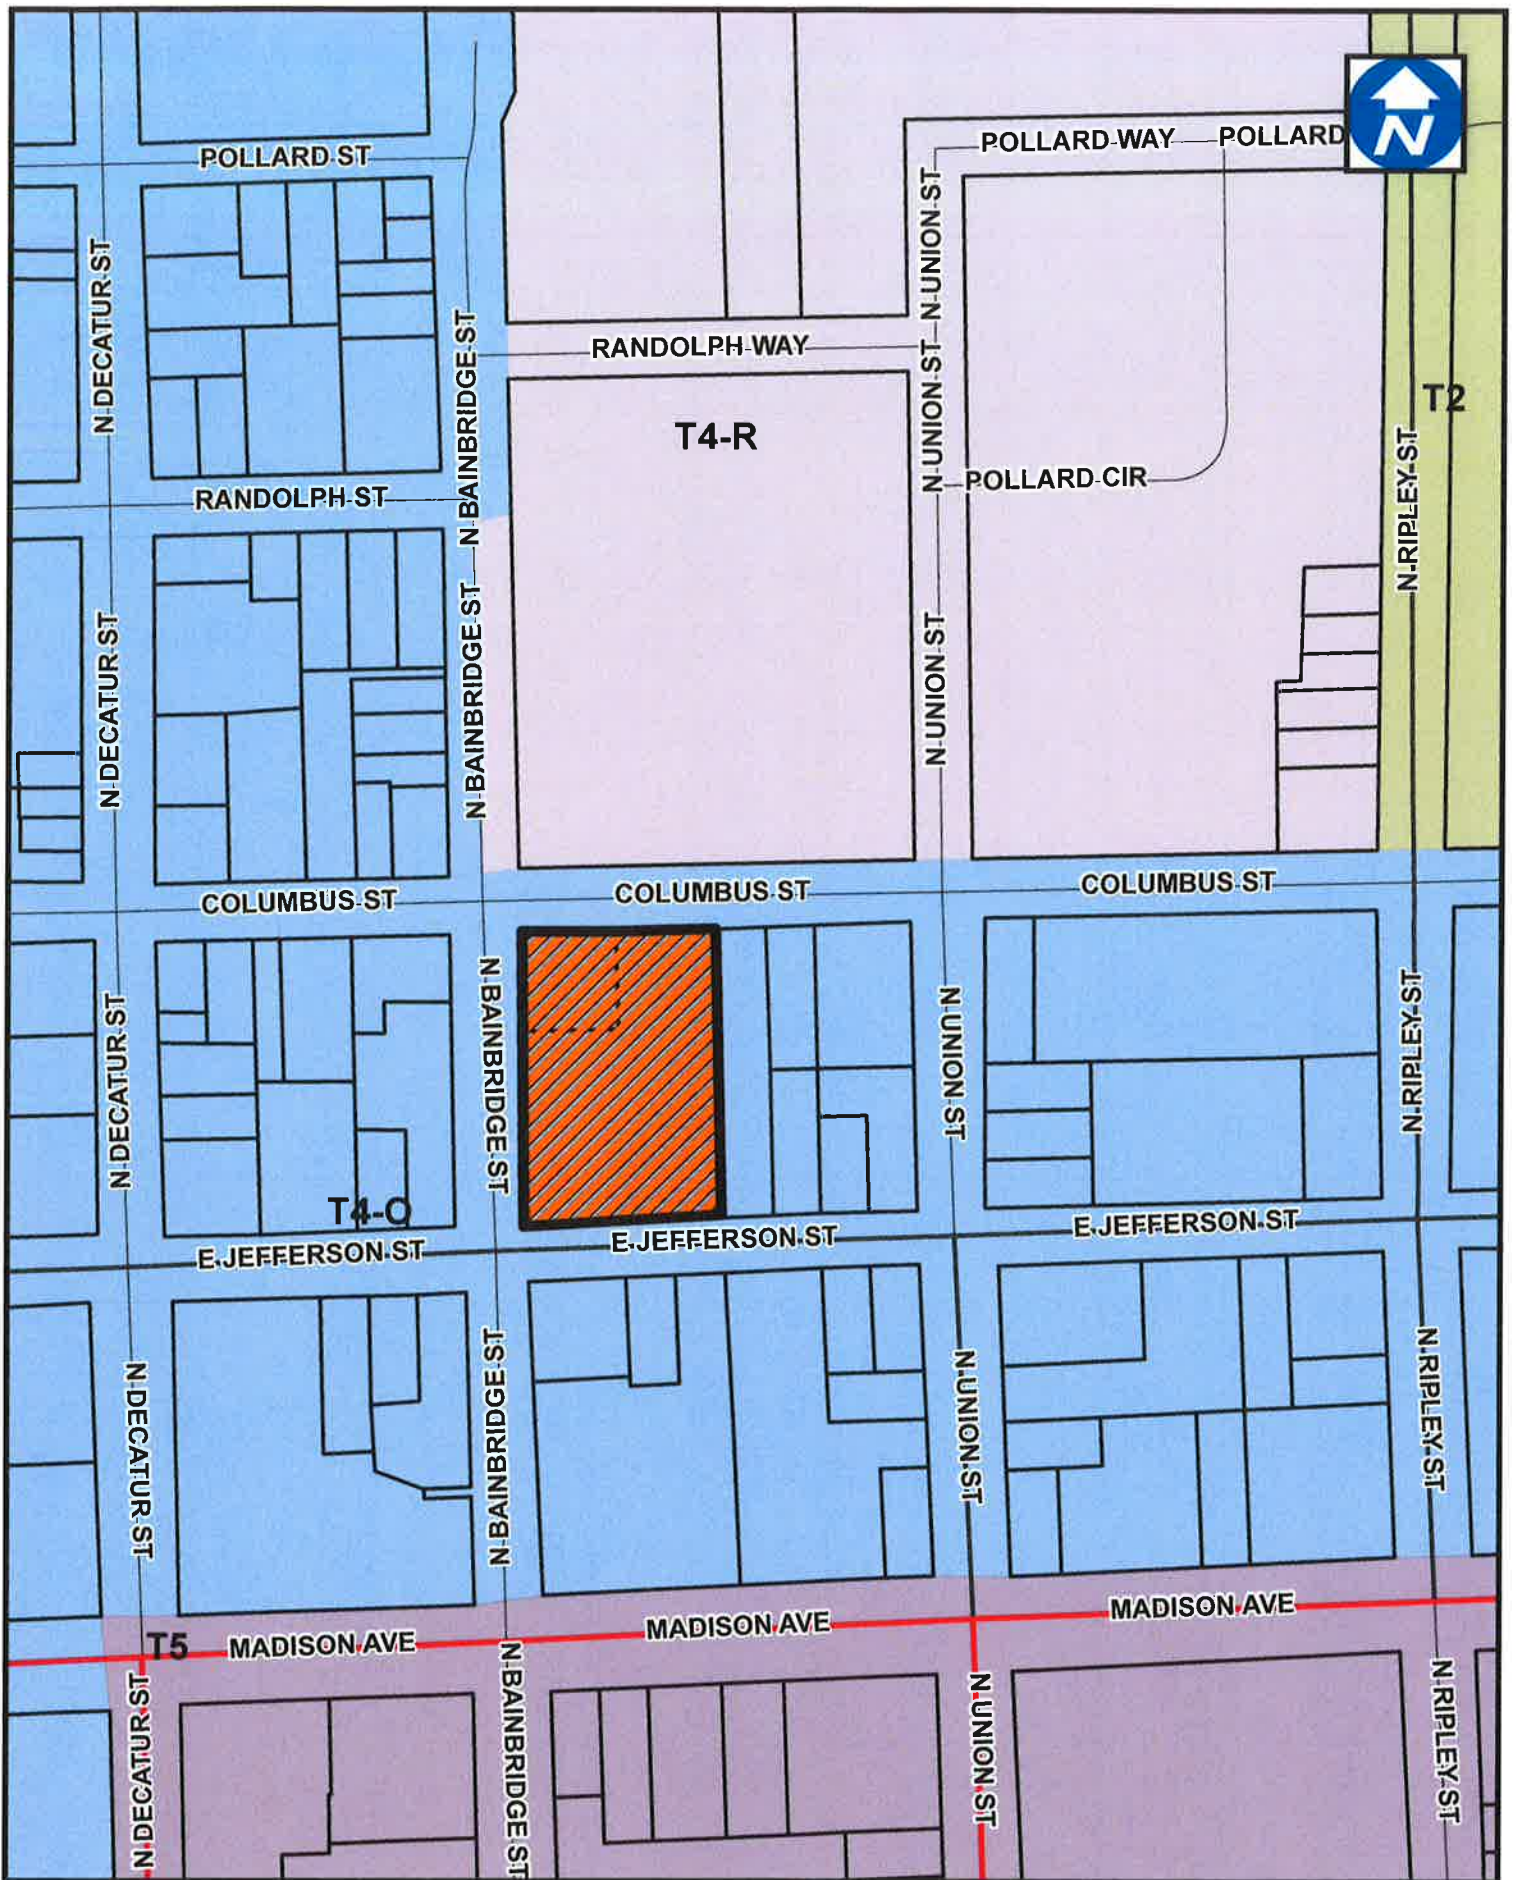 POLLARD ST
POLLARD WAY
POLLARD
N
N DECATUR ST
N BAINBRIDGE ST
N UNION ST
N UNION ST
RANDOLPH WAY
T2
T4-R
N RIPLEY ST
POLLARD CIR
RANDOLPH ST
N DECATUR ST
N BAINBRIDGE ST
N UNION ST
COLUMBUS ST
COLUMBUS ST
COLUMBUS ST
N DECATUR ST
N BAINBRIDGE ST
N UNION ST
N RIPLEY ST
T4-O
E JEFFERSON ST
E JEFFERSON ST
E JEFFERSON ST
N DECATUR ST
N BAINBRIDGE ST
N UNION ST
N RIPLEY ST
T5
MADISON AVE
MADISON AVE
MADISON AVE
N DECATUR ST
N BAINBRIDGE ST
N UNION ST
N RIPLEY ST